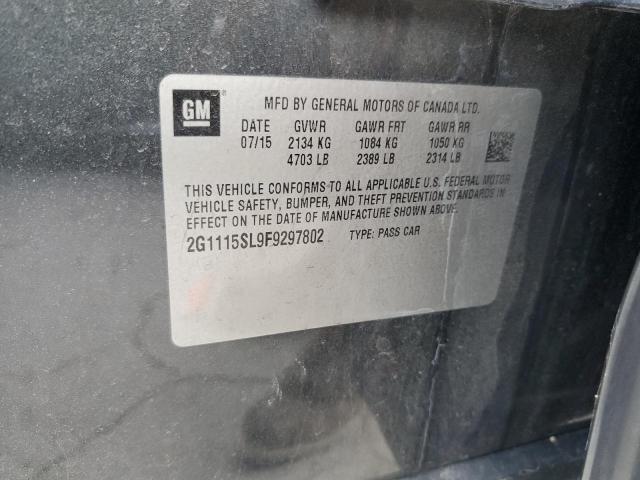 GM ®
MFD BY GENERAL MOTORS OF CANADA LTD.
DATE GVWR GAWR FRT GAWR RR
07/15 2134 KG 1084 KG 1050 KG
4703 LB 2389 LB 2314 LB
THIS VEHICLE CONFORMS TO ALL APPLICABLE U.S. FEDERAL MOTOR
VEHICLE SAFETY, BUMPER, AND THEFT PREVENTION STANDARDS IN
EFFECT ON THE DATE OF MANUFACTURE SHOWN ABOVE.
2G1115SL9F9297802 TYPE: PASS CAR